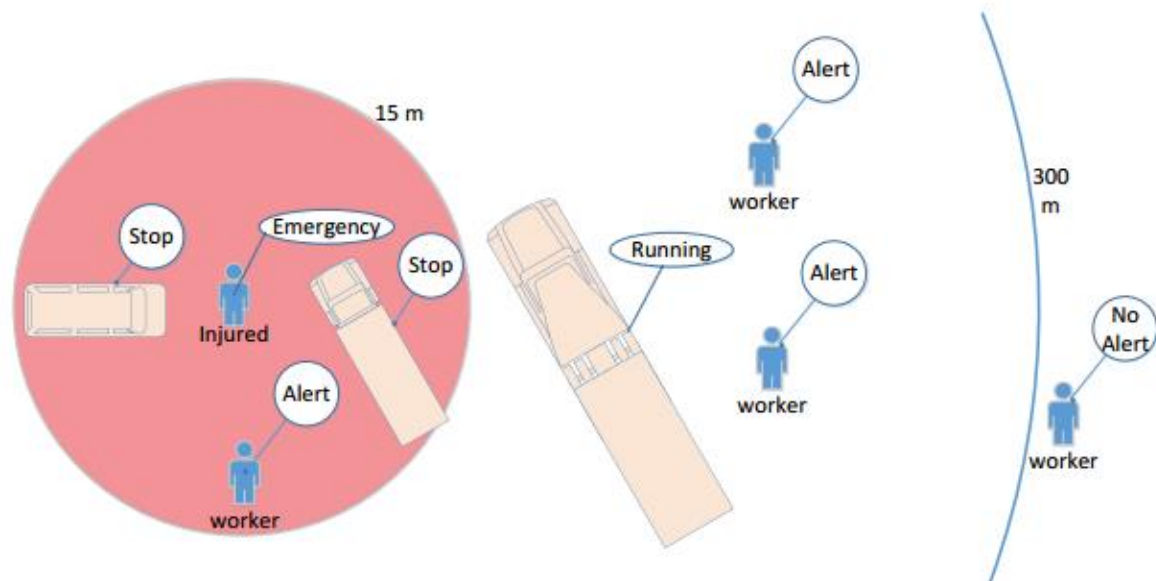 Alert
15 m
worker
300
m
Emergency
Stop
Stop
Running
Alert
Injured
No
Alert
Alert
worker
worker
worker